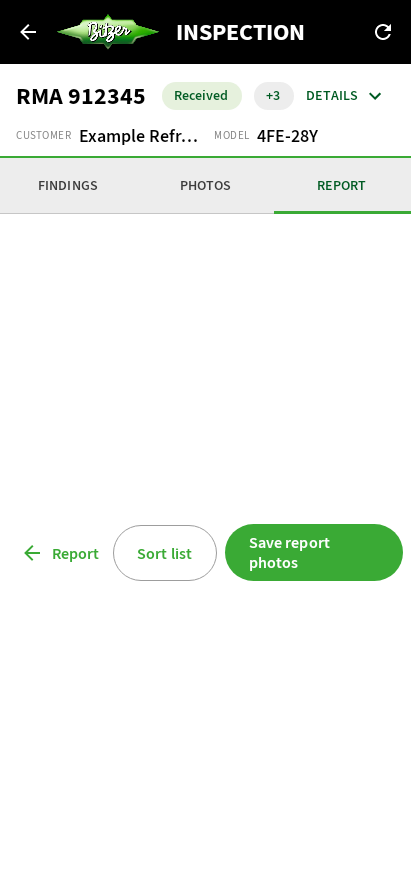 Bitzer
INSPECTION
RMA 912345
Received
+3
DETAILS
CUSTOMER Example Refr... MODEL 4FE-28Y
FINDINGS
PHOTOS
REPORT
Report
Sort list
Save report
photos